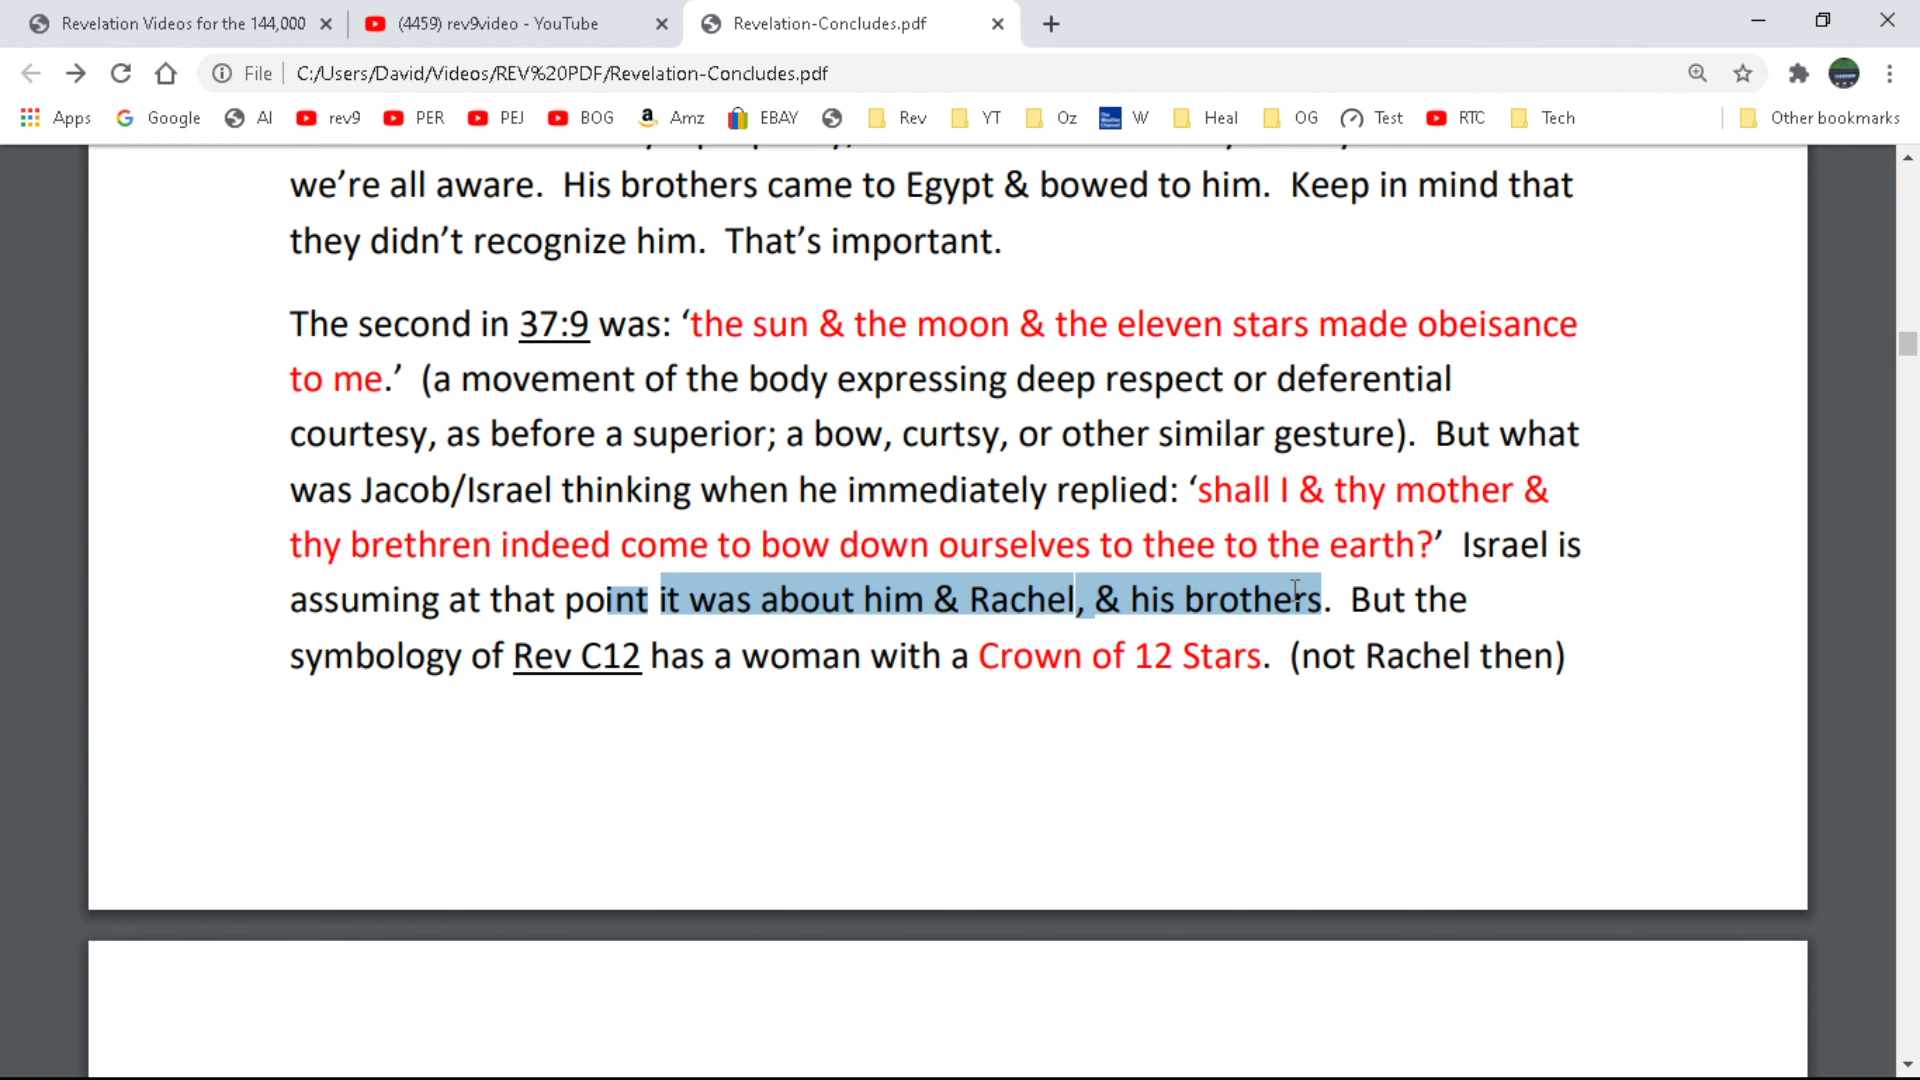 Revelation Videos for the 144,000
(4459) rev9video - YouTube
Revelation-Concludes.pdf
File
C:/Users/David/Videos/REV%20PDF/Revelation-Concludes.pdf
Apps
Google
AI
rev9
PER
PEJ
BOG
Amz
EBAY
Rev
YT
Oz
W
Heal
OG
Test
RTC
Tech
Other bookmarks
we’re all aware. His brothers came to Egypt & bowed to him. Keep in mind that
they didn’t recognize him. That’s important.
The second in 37:9 was: ‘the sun & the moon & the eleven stars made obeisance
to me.’ (a movement of the body expressing deep respect or deferential
courtesy, as before a superior; a bow, curtsy, or other similar gesture). But what
was Jacob/Israel thinking when he immediately replied: ‘shall I & thy mother &
thy brethren indeed come to bow down ourselves to thee to the earth?’ Israel is
assuming at that point it was about him & Rachel, & his brothers. But the
symbology of Rev C12 has a woman with a Crown of 12 Stars. (not Rachel then)